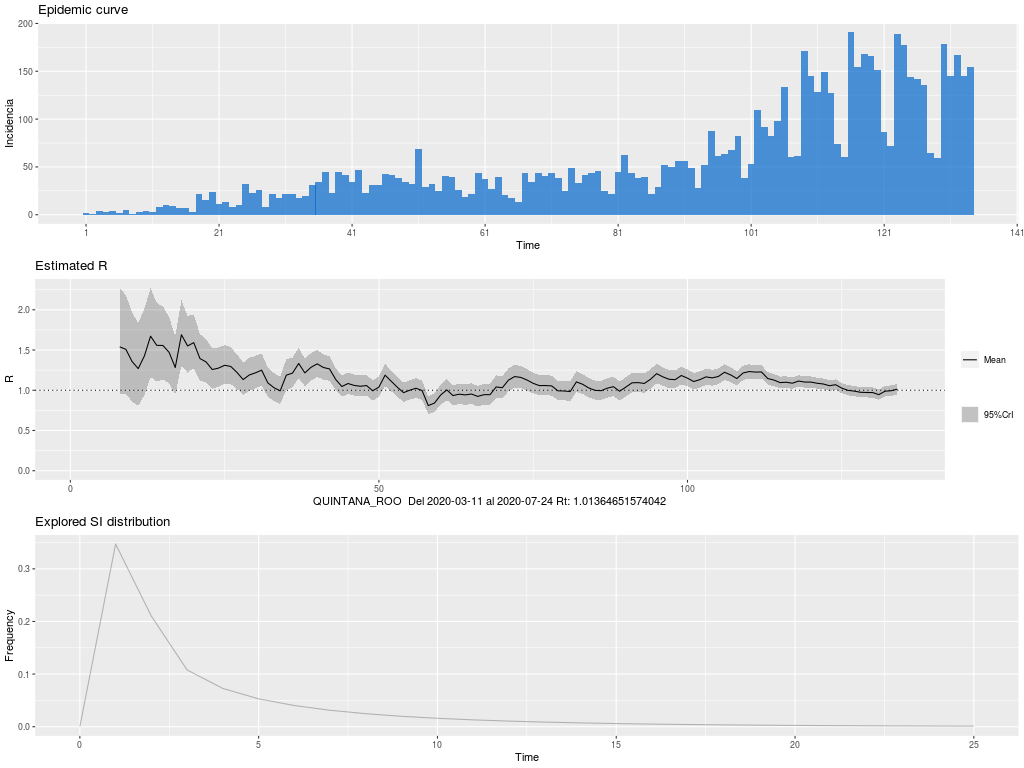 Epidemic curve
200
150
100
50
0
Incidencia
1 21 41 61 81 101 121 141
Time
Estimated R
2.0
1.5
1.0
0.5
0.0
R
Mean
95%CrI
0 50 100
QUINTANA_ROO Del 2020-03-11 al 2020-07-24 Rt: 1.01364651574042
Explored SI distribution
0.3
0.2
0.1
0.0
Frequency
0 5 10 15 20 25
Time